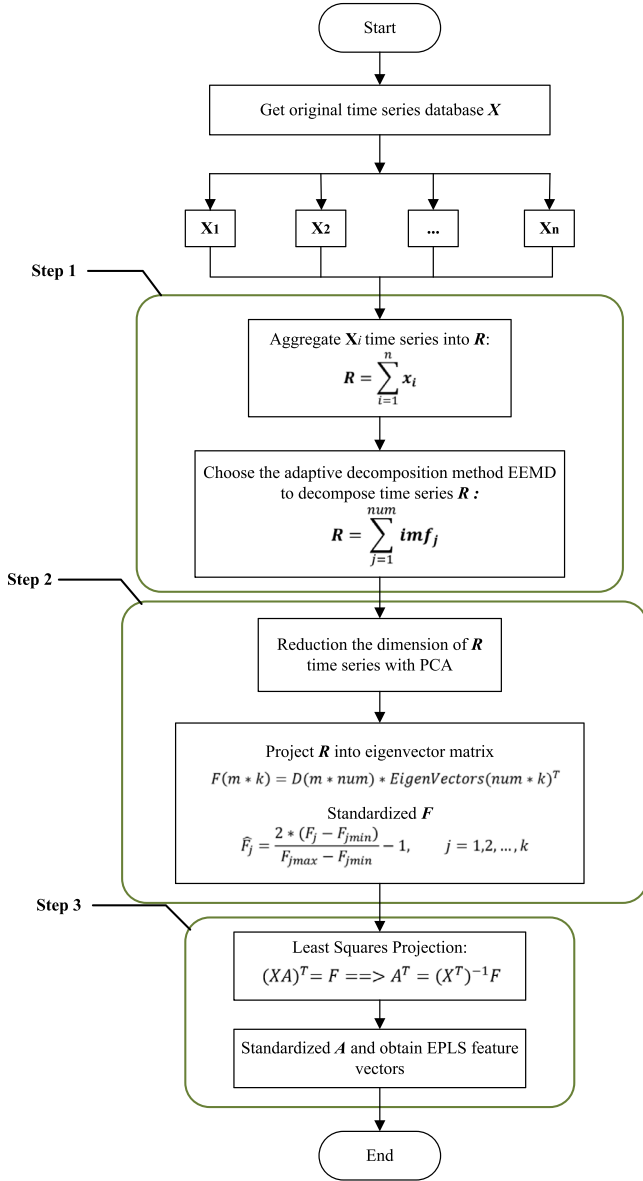 Start
Get original time series database X
X1 X2 ... Xn
Step 1
Aggregate Xi time series into R:
R = ∑_{i=1}^{n} x_i
Choose the adaptive decomposition method EEMD
to decompose time series R :
R = ∑_{j=1}^{num} imf_j
Step 2
Reduction the dimension of R
time series with PCA
Project R into eigenvector matrix
F(m * k) = D(m * num) * EigenVectors(num * k)^T
Standardized F
F̂_j = 2 * (F_j − F_jmin) / (F_jmax − F_jmin) − 1, j = 1,2, ..., k
Step 3
Least Squares Projection:
(XA)^T = F ==> A^T = (X^T)^{-1}F
Standardized A and obtain EPLS feature
vectors
End